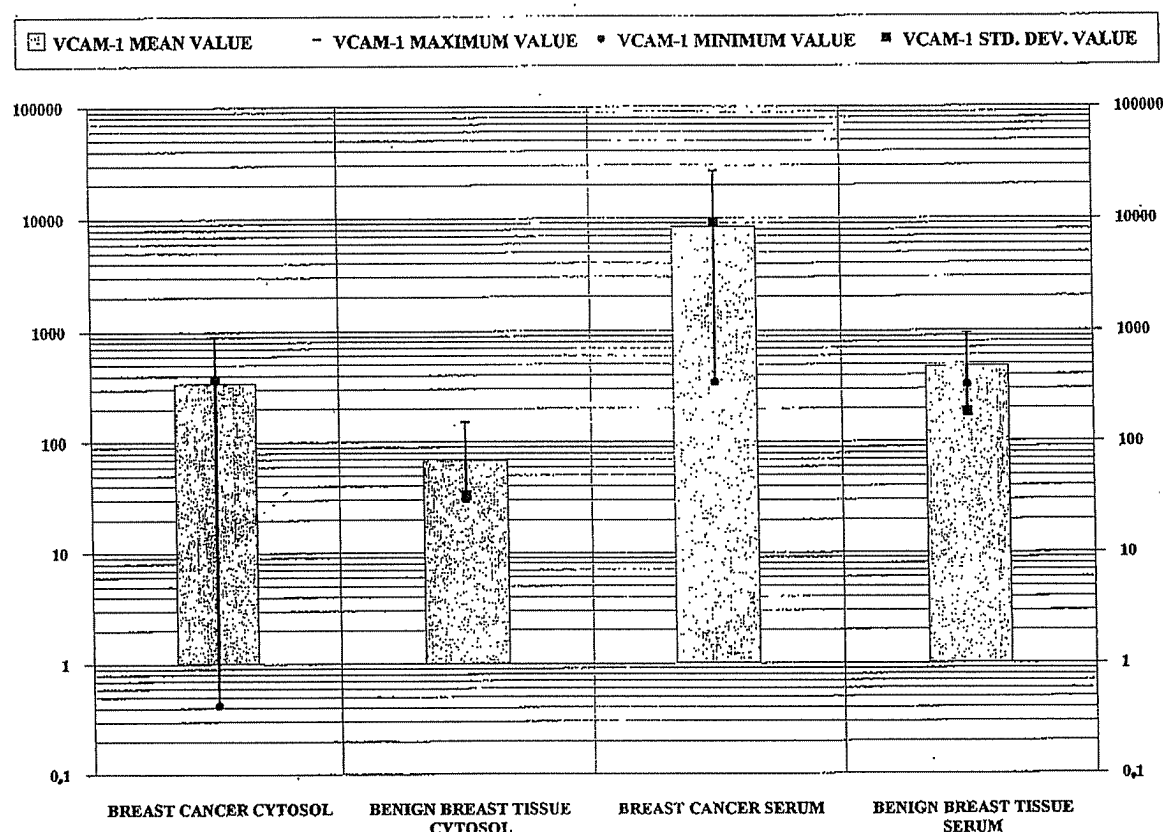 VCAM-1 MEAN VALUE – VCAM-1 MAXIMUM VALUE • VCAM-1 MINIMUM VALUE ■ VCAM-1 STD. DEV. VALUE
100000 100000
10000 10000
1000 1000
100 100
10 10
1 1
0,1 0,1
BREAST CANCER CYTOSOL BENIGN BREAST TISSUE BREAST CANCER SERUM BENIGN BREAST TISSUE
CYTOSOL SERUM